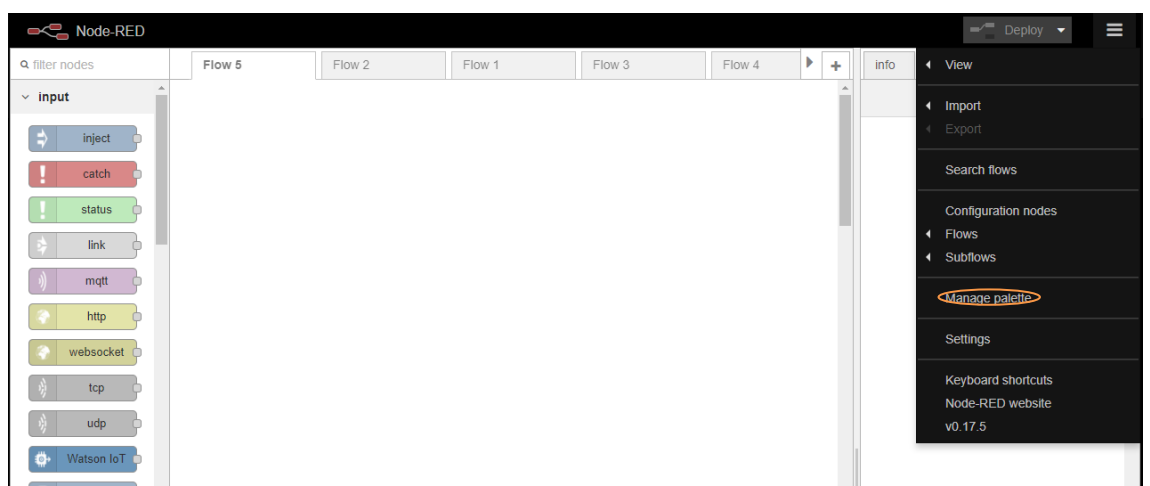 Node-RED
Deploy
filter nodes
Flow 5
Flow 2
Flow 1
Flow 3
Flow 4
+
info
input
inject
catch
status
link
mqtt
http
websocket
tcp
udp
Watson IoT
View
Import
Export
Search flows
Configuration nodes
Flows
Subflows
Manage palette
Settings
Keyboard shortcuts
Node-RED website
v0.17.5